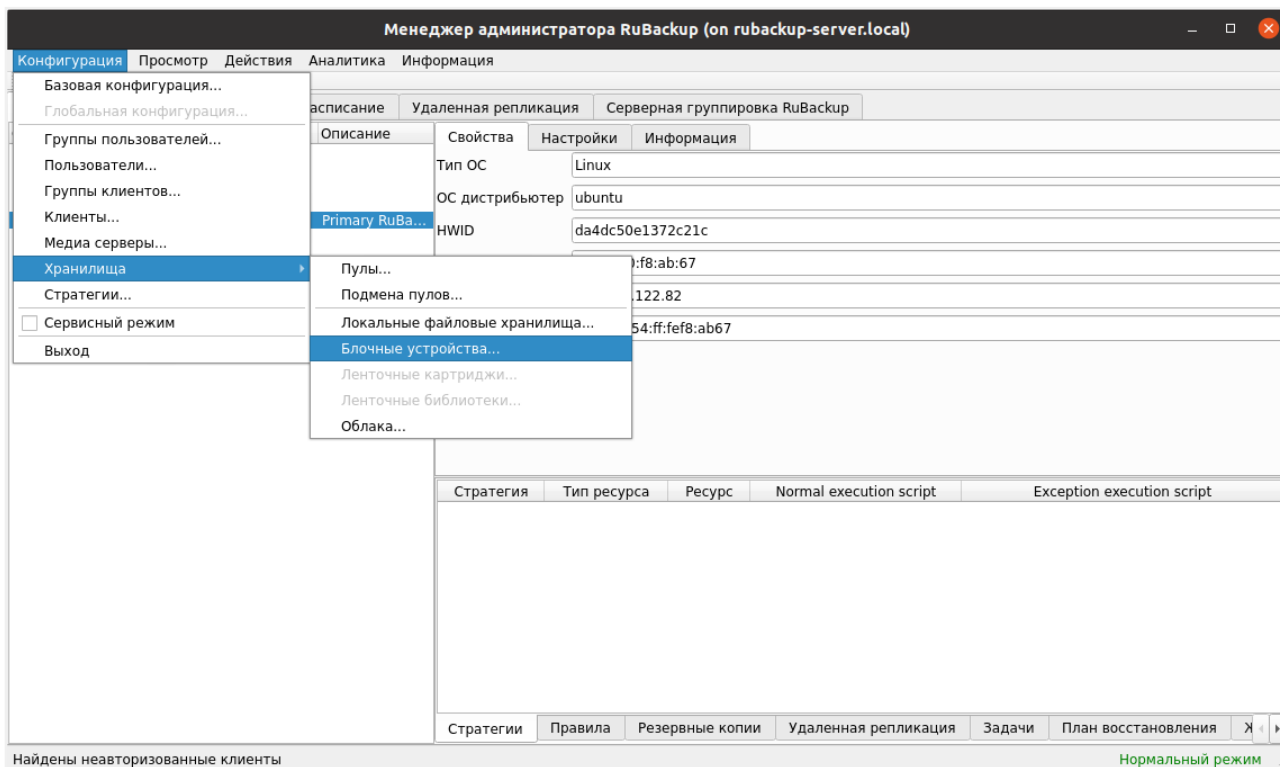 Менеджер администратора RuBackup (on rubackup-server.local)
Конфигурация Просмотр Действия Аналитика Информация
Базовая конфигурация...
Глобальная конфигурация...
Группы пользователей...
Пользователи...
Группы клиентов...
Клиенты...
Медиа серверы...
Хранилища
Стратегии...
Сервисный режим
Выход
Пулы...
Подмена пулов...
Локальные файловые хранилища...
Блочные устройства...
Ленточные картриджи...
Ленточные библиотеки...
Облака...
асписание Удаленная репликация Серверная группировка RuBackup
Описание
Primary RuBa...
Свойства Настройки Информация
Тип ОС Linux
ОС дистрибьютер ubuntu
HWID da4dc50e1372c21c
:f8:ab:67
.122.82
54:ff:fef8:ab67
Стратегия Тип ресурса Ресурс Normal execution script Exception execution script
Стратегии Правила Резервные копии Удаленная репликация Задачи План восстановления Ж
Найдены неавторизованные клиенты Нормальный режим